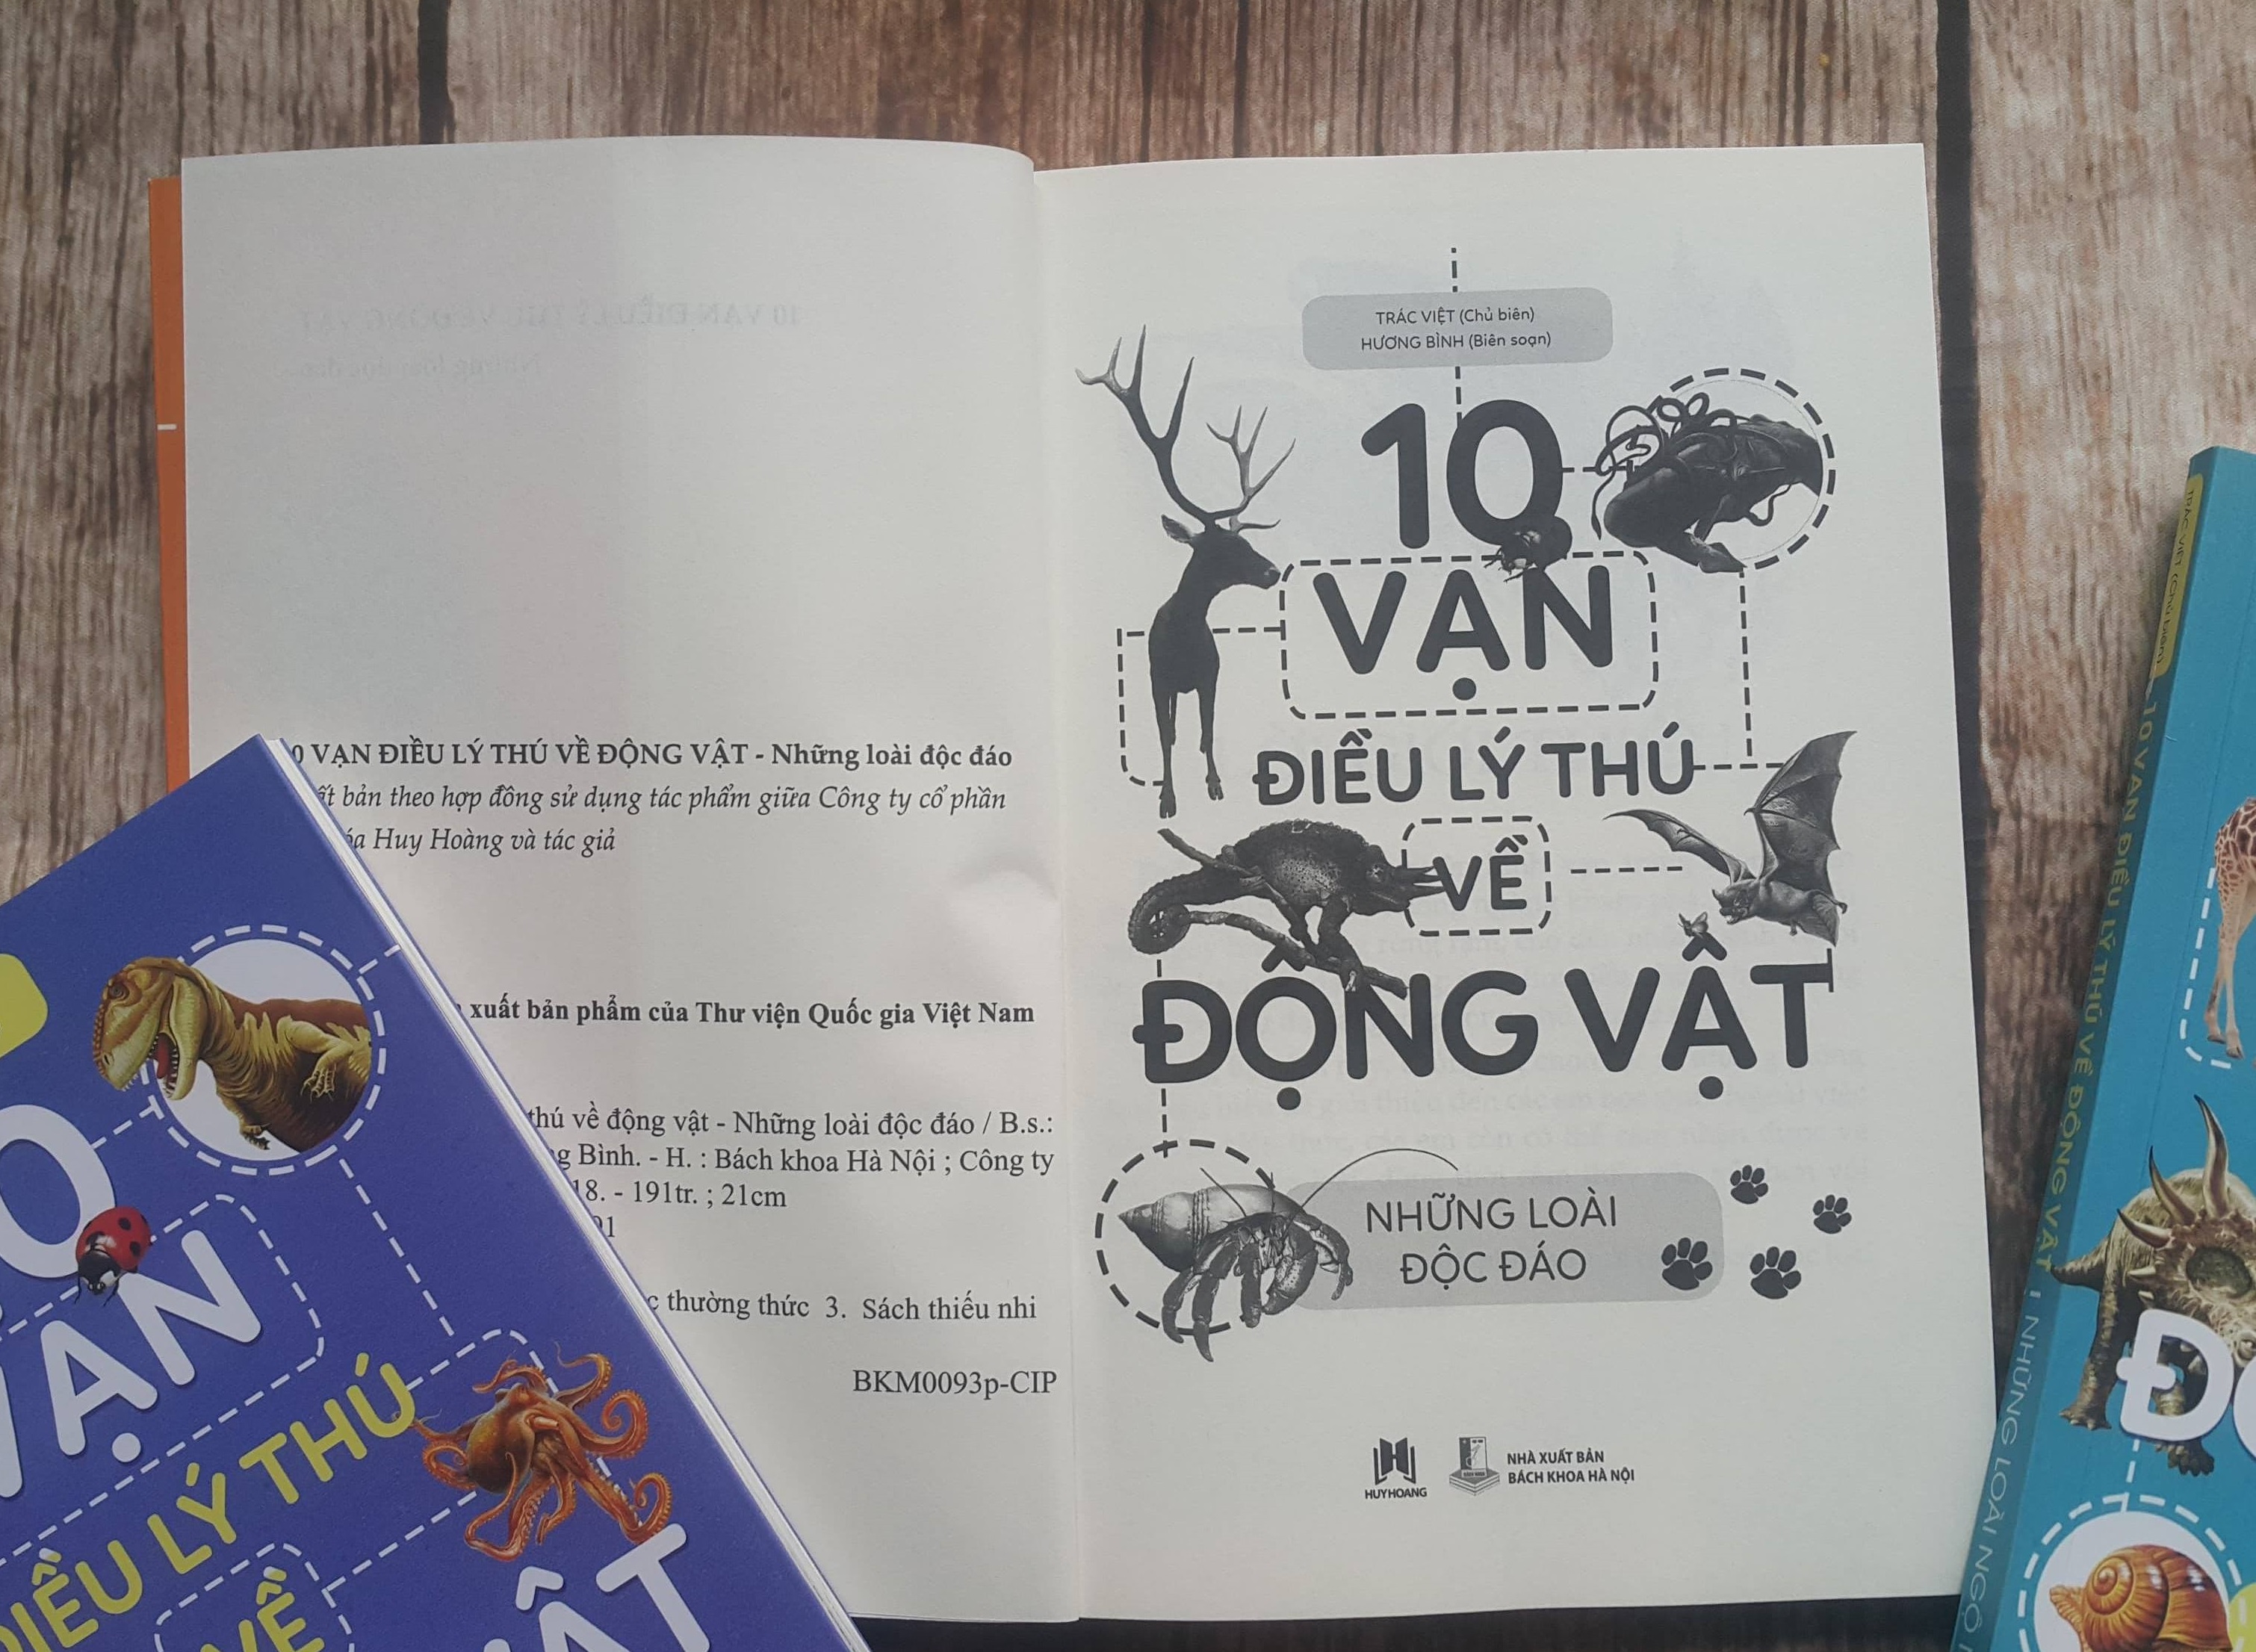 0 VẠN ĐIỀU LÝ THÚ VỀ ĐỘNG VẬT - Những loài độc đáo
bản theo hợp đồng sử dụng tác phẩm giữa Công ty cổ phần
Huy Hoàng và tác giả
xuất bản phẩm của Thư viện Quốc gia Việt Nam
thú về động vật - Những loài độc đáo / B.s.:
Bình. - H. : Bách khoa Hà Nội ; Công ty
18. - 191tr. ; 21cm
thường thức 3. Sách thiếu nhi
BKM0093p-CIP
TRÁC VIỆT (Chủ biên)
HƯƠNG BÌNH (Biên soạn)
10
VẠN
ĐIỀU LÝ THÚ
VỀ
ĐỘNG VẬT
NHỮNG LOÀI
ĐỘC ĐÁO
HUYHOANG
NHÀ XUẤT BẢN
BÁCH KHOA HÀ NỘI
0
VẠN
ĐIỀU LÝ THÚ
VỀ
VẬT
TRÁC VIỆT (Chủ biên)
10 VẠN ĐIỀU LÝ THÚ VỀ ĐỘNG VẬT
NHỮNG LOÀI NGỘ
Đ